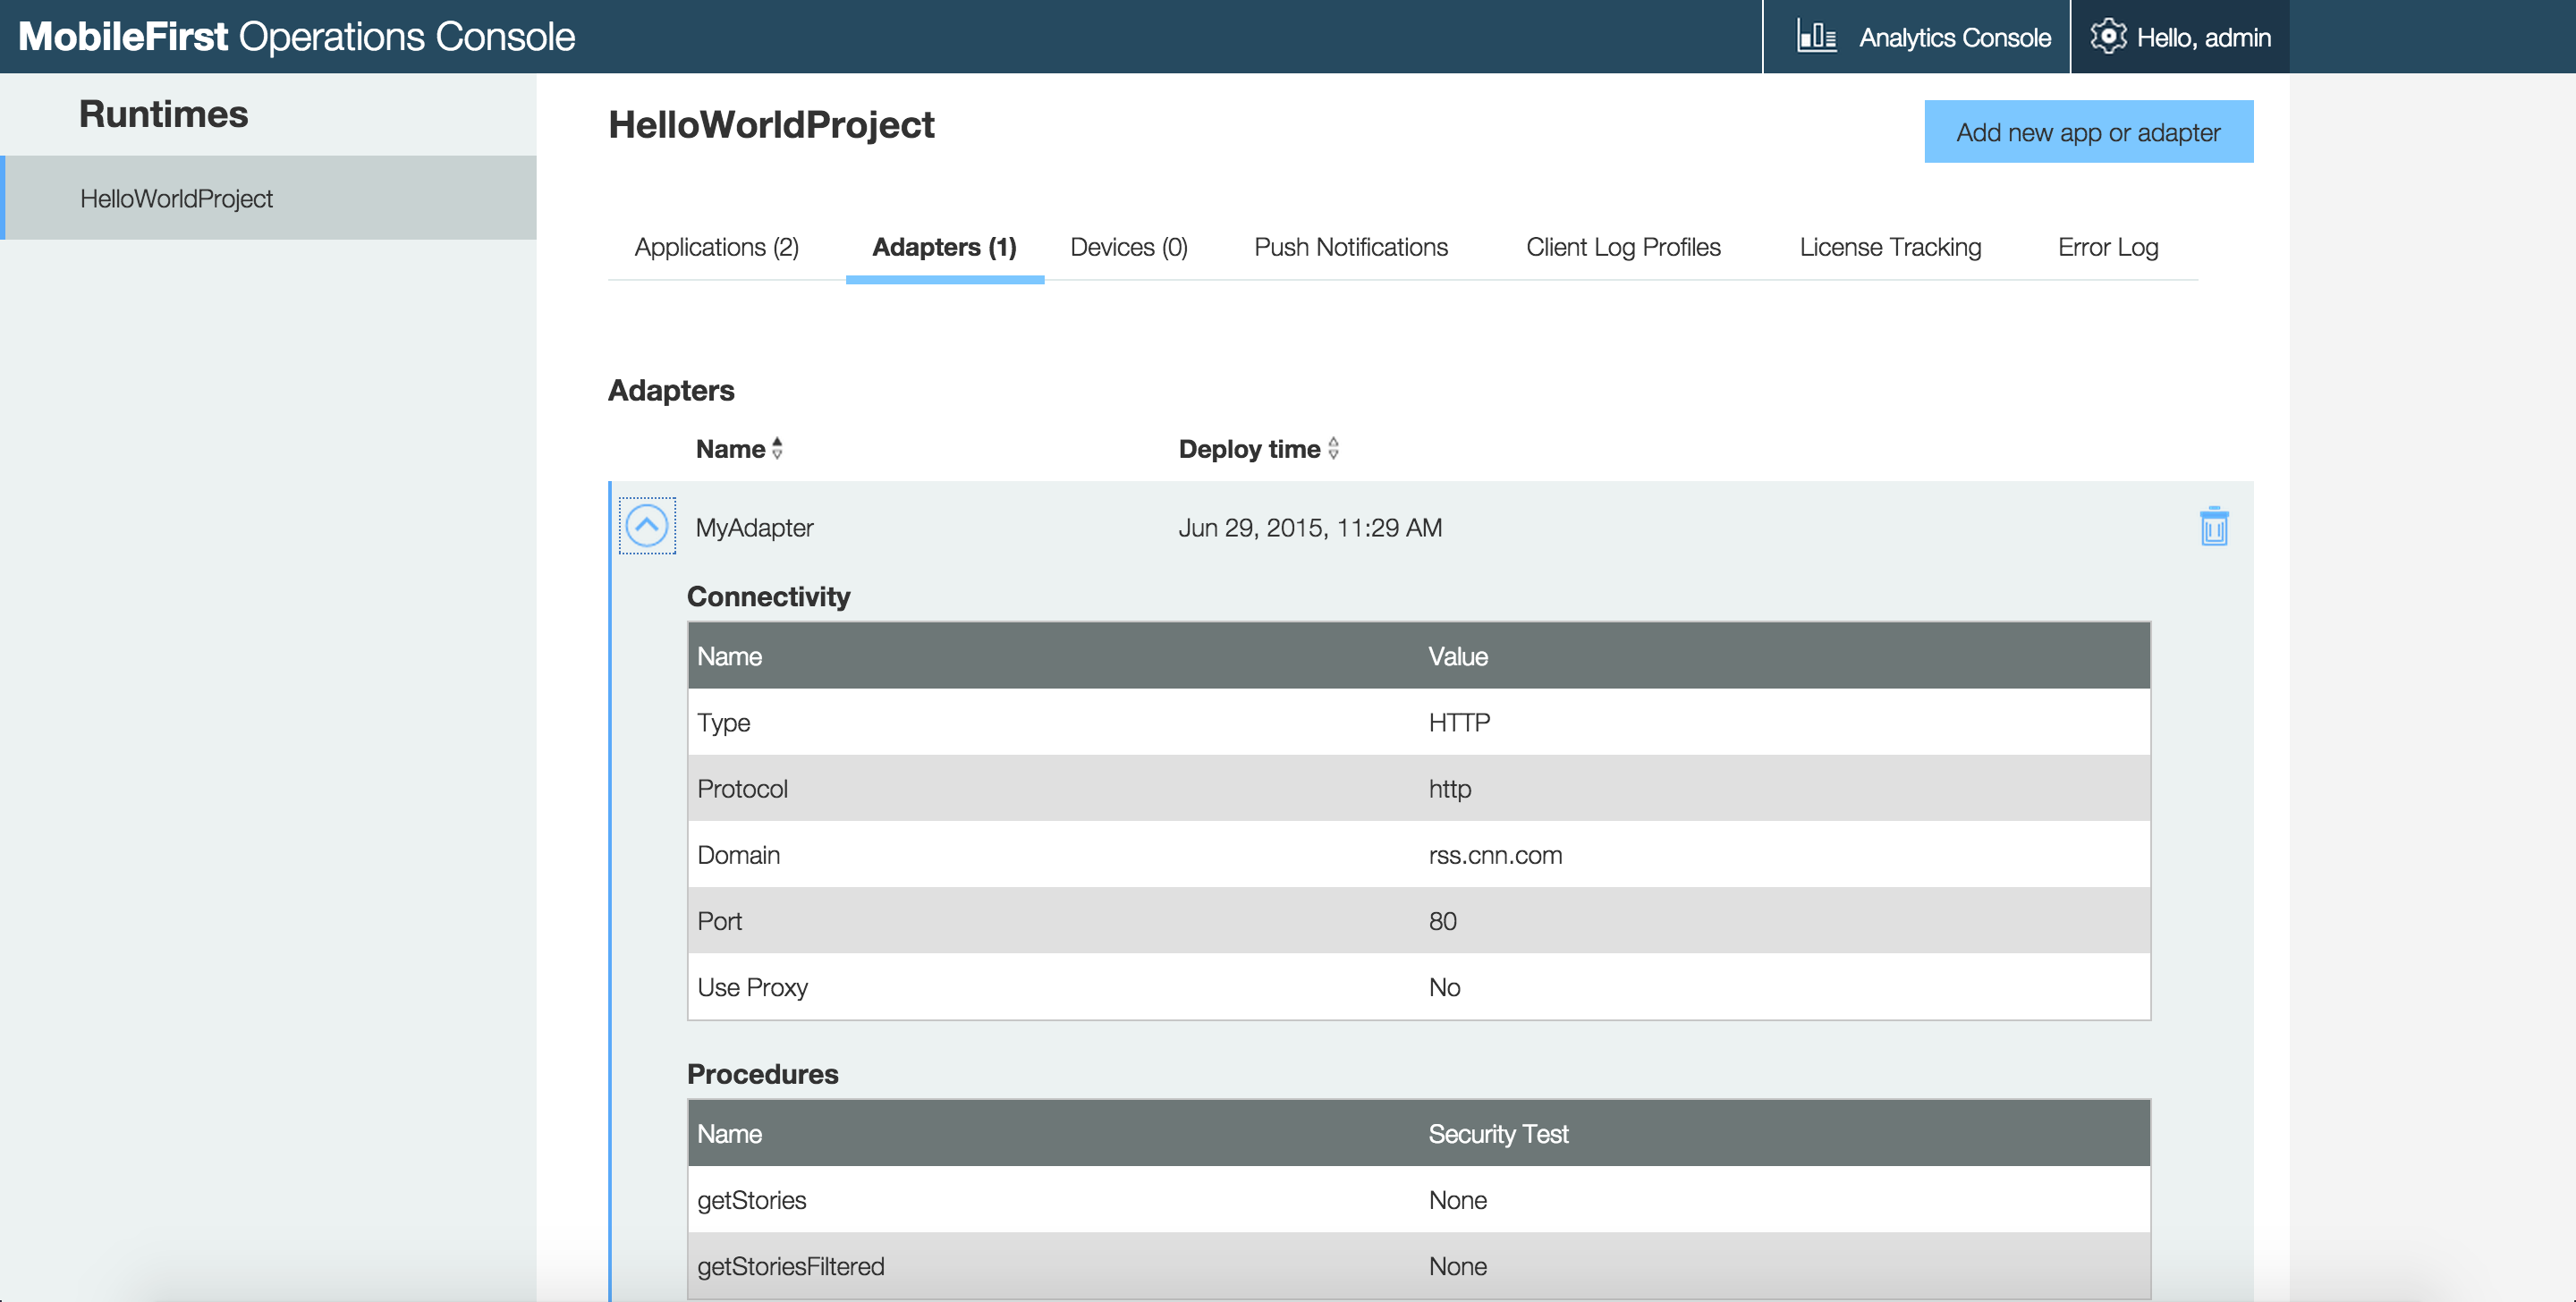 MobileFirst Operations Console
Analytics Console
Hello, admin
Runtimes
HelloWorldProject
HelloWorldProject
Add new app or adapter
Applications (2) Adapters (1) Devices (0) Push Notifications Client Log Profiles License Tracking Error Log
Adapters
Name Deploy time
MyAdapter Jun 29, 2015, 11:29 AM
Connectivity
Name Value
Type HTTP
Protocol http
Domain rss.cnn.com
Port 80
Use Proxy No
Procedures
Name Security Test
getStories None
getStoriesFiltered None